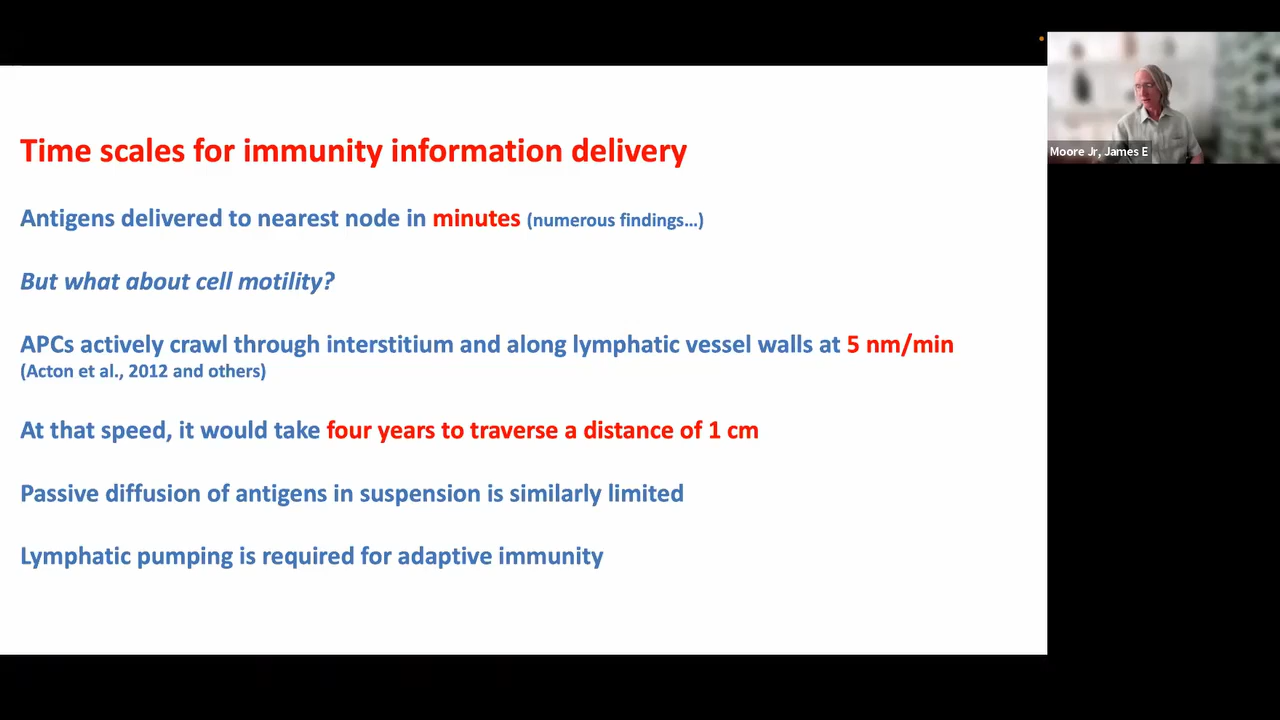 Time scales for immunity information delivery
Antigens delivered to nearest node in minutes (numerous findings...)
But what about cell motility?
APCs actively crawl through interstitium and along lymphatic vessel walls at 5 nm/min
(Acton et al., 2012 and others)
At that speed, it would take four years to traverse a distance of 1 cm
Passive diffusion of antigens in suspension is similarly limited
Lymphatic pumping is required for adaptive immunity
Moore Jr, James E